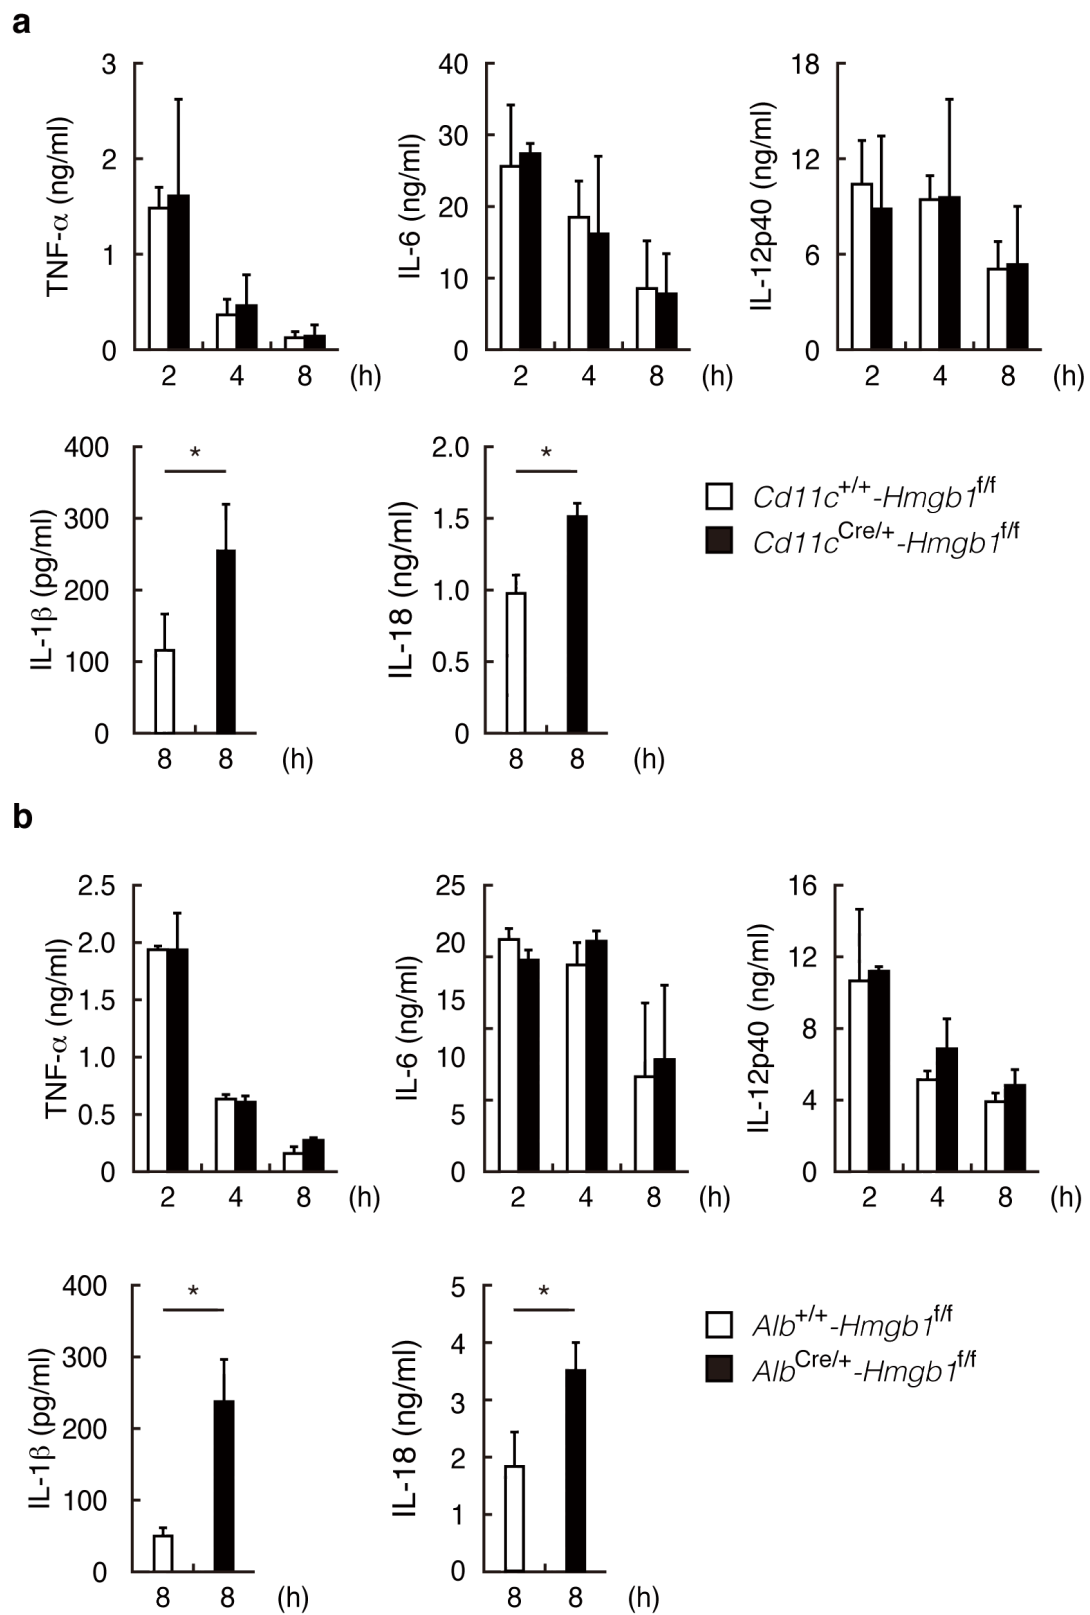 a
TNF-α (ng/ml)
3
2
1
0
2 4 8 (h)
IL-6 (ng/ml)
40
30
20
10
0
2 4 8 (h)
IL-12p40 (ng/ml)
18
12
6
0
2 4 8 (h)
IL-1β (pg/ml)
400
300
200
100
0
*
8 8 (h)
IL-18 (ng/ml)
2.0
1.5
1.0
0.5
0
*
8 8 (h)
Cd11c+/+-Hmgb1f/f
Cd11cCre/+-Hmgb1f/f
b
TNF-α (ng/ml)
2.5
2.0
1.5
1.0
0.5
0
2 4 8 (h)
IL-6 (ng/ml)
25
20
10
5
0
2 4 8 (h)
IL-12p40 (ng/ml)
16
12
8
4
0
2 4 8 (h)
IL-1β (pg/ml)
400
300
200
100
0
*
8 8 (h)
IL-18 (ng/ml)
5
4
3
2
1
0
*
8 8 (h)
Alb+/+-Hmgb1f/f
AlbCre/+-Hmgb1f/f